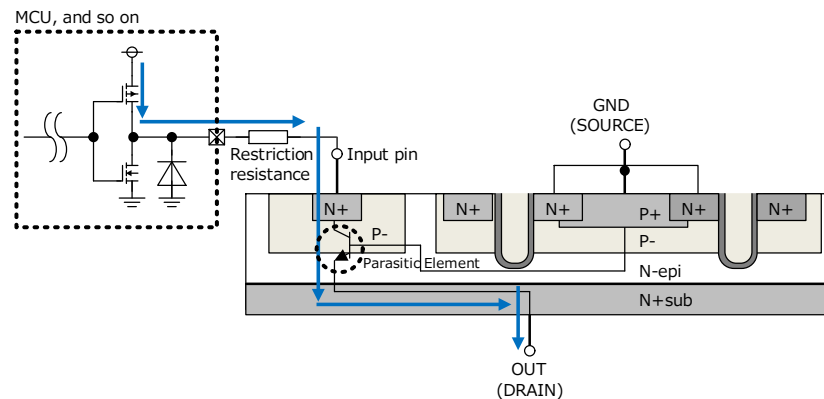 MCU, and so on
GND
(SOURCE)
Restriction
resistance
Input pin
N+
N+
N+
P+
N+
N+
P-
P-
Parasitic Element
N-epi
N+sub
OUT
(DRAIN)